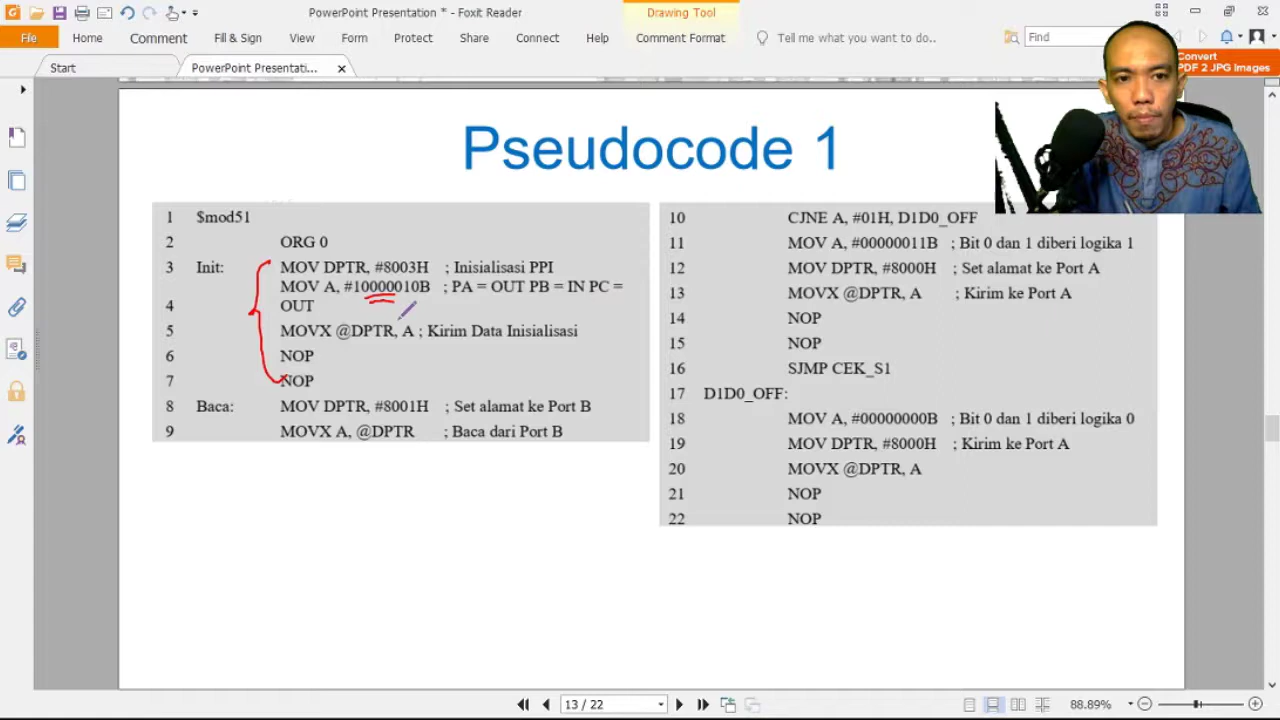 PowerPoint Presentation * - Foxit Reader
Drawing Tool
File Home Comment Fill & Sign View Form Protect Share Connect Help Comment Format Tell me what you want to do.. Find
Convert
PDF 2 JPG Images
Start PowerPoint Presentati...
Pseudocode 1
1 $mod51
2 ORG 0
3 Init: MOV DPTR, #8003H ; Inisialisasi PPI
MOV A, #10000010B ; PA = OUT PB = IN PC =
4 OUT
5 MOVX @DPTR, A ; Kirim Data Inisialisasi
6 NOP
7 NOP
8 Baca: MOV DPTR, #8001H ; Set alamat ke Port B
9 MOVX A, @DPTR ; Baca dari Port B
10 CJNE A, #01H, D1D0_OFF
11 MOV A, #00000011B ; Bit 0 dan 1 diberi logika 1
12 MOV DPTR, #8000H ; Set alamat ke Port A
13 MOVX @DPTR, A ; Kirim ke Port A
14 NOP
15 NOP
16 SJMP CEK_S1
17 D1D0_OFF:
18 MOV A, #00000000B ; Bit 0 dan 1 diberi logika 0
19 MOV DPTR, #8000H ; Kirim ke Port A
20 MOVX @DPTR, A
21 NOP
22 NOP
13 / 22 88.89%